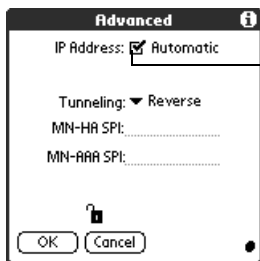 Advanced
IP Address: Automatic
Tunneling: Reverse
MN-HA SPI:
MN-AAA SPI:
OK Cancel